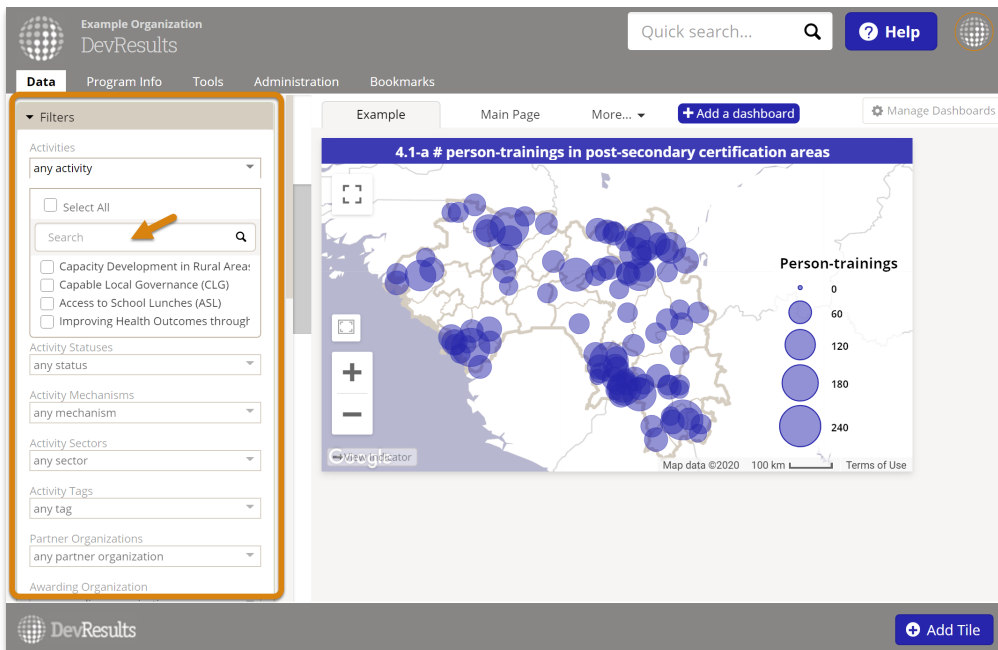 Example Organization
DevResults
Quick search...
Help
Data
Program Info
Tools
Administration
Bookmarks
Filters
Activities
any activity
Select All
Search
Capacity Development in Rural Areas
Capable Local Governance (CLG)
Access to School Lunches (ASL)
Improving Health Outcomes through
Activity Statuses
any status
Activity Mechanisms
any mechanism
Activity Sectors
any sector
Activity Tags
any tag
Partner Organizations
any partner organization
Awarding Organization
Example
Main Page
More...
Add a dashboard
Manage Dashboards
4.1-a # person-trainings in post-secondary certification areas
Person-trainings
0
60
120
180
240
View Indicator
Google
Map data ©2020
100 km
Terms of Use
DevResults
Add Tile